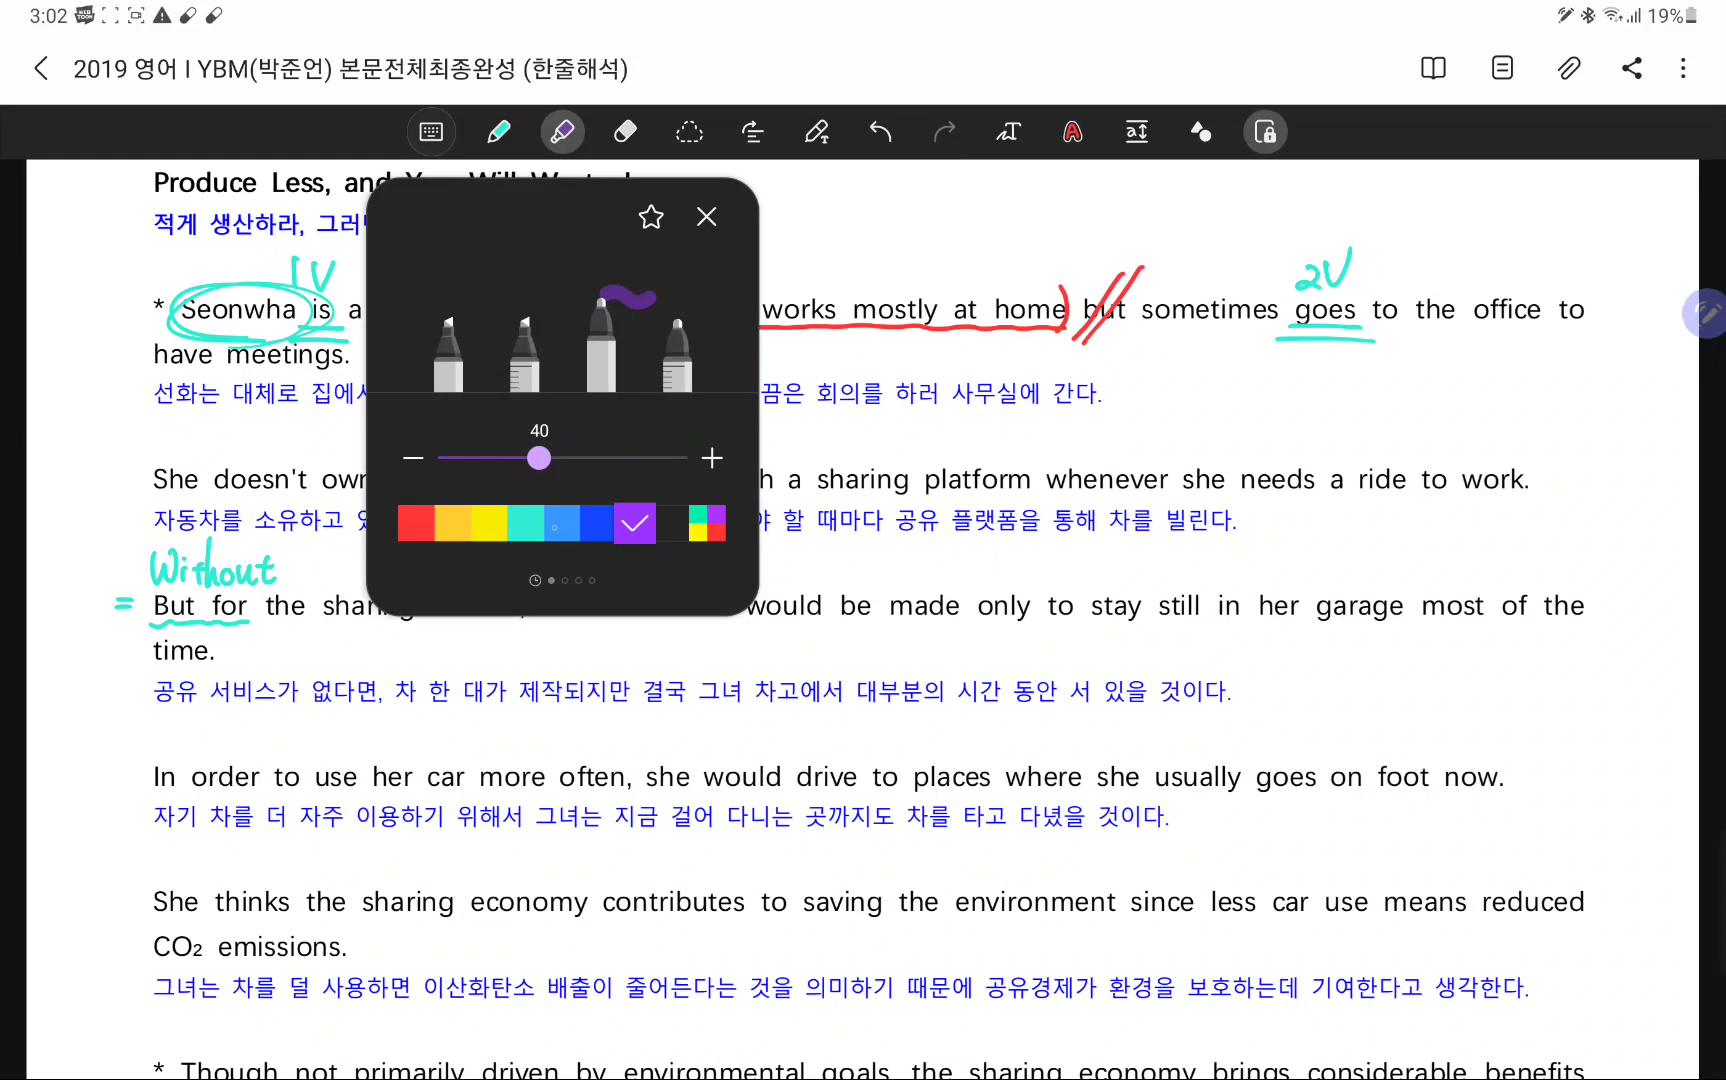 3:02 19%
2019 영어 I YBM(박준언) 본문전체최종완성 (한줄해석)
Produce Less, and
적게 생산하라,
1V 2V
* Seonwha is a works mostly at home) but sometimes goes to the office to
have meetings.
선화는 대체로 집에서 회의를 하러 사무실에 간다.
40
She doesn't own a sharing platform whenever she needs a ride to work.
자동차를 소유하고 할 때마다 공유 플랫폼을 통해 차를 빌린다.
Without
= But for the would be made only to stay still in her garage most of the
time.
공유 서비스가 없다면, 차 한 대가 제작되지만 결국 그녀 차고에서 대부분의 시간 동안 서 있을 것이다.
In order to use her car more often, she would drive to places where she usually goes on foot now.
자기 차를 더 자주 이용하기 위해서 그녀는 지금 걸어 다니는 곳까지도 차를 타고 다녔을 것이다.
She thinks the sharing economy contributes to saving the environment since less car use means reduced
CO₂ emissions.
그녀는 차를 덜 사용하면 이산화탄소 배출이 줄어든다는 것을 의미하기 때문에 공유경제가 환경을 보호하는데 기여한다고 생각한다.
* Though not primarily driven by environmental goals, the sharing economy brings considerable benefits